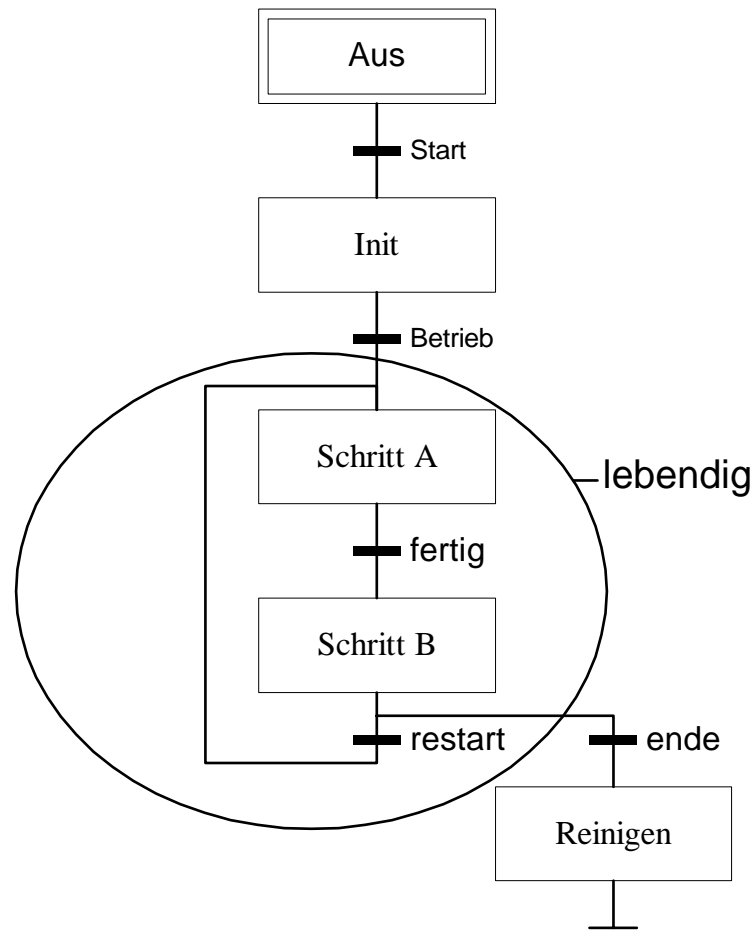 Aus
Start
Init
Betrieb
Schritt A
lebendig
fertig
Schritt B
restart
ende
Reinigen